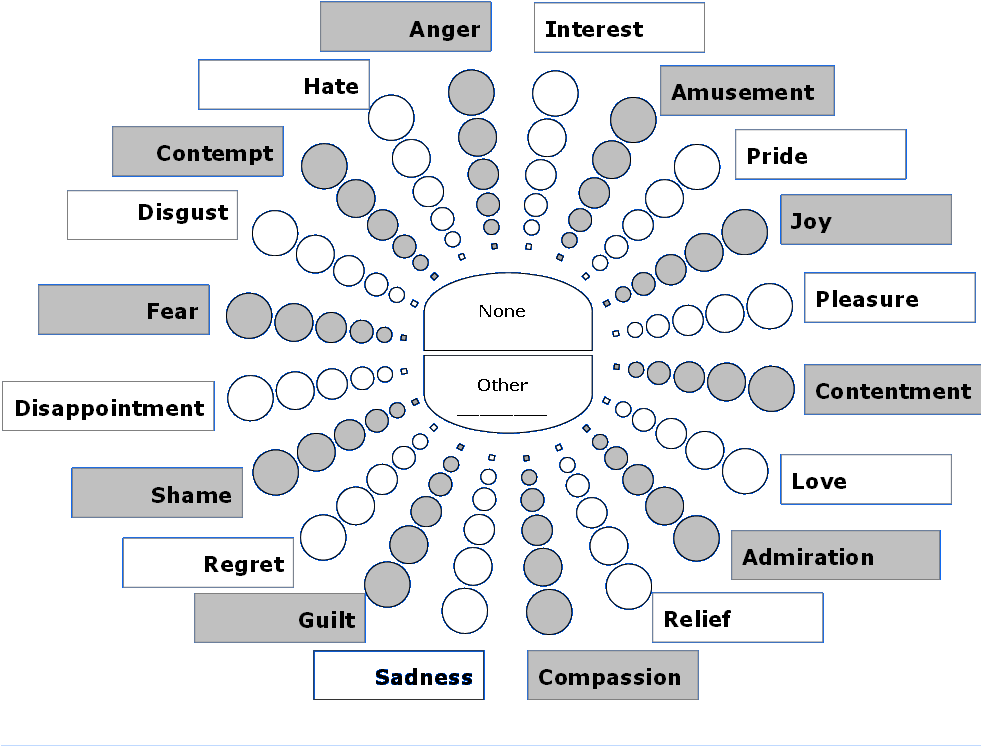 Anger
Interest
Hate
Amusement
Contempt
Pride
Disgust
Joy
Fear
Pleasure
None
Other
Disappointment
Contentment
Shame
Love
Regret
Admiration
Guilt
Relief
Sadness
Compassion